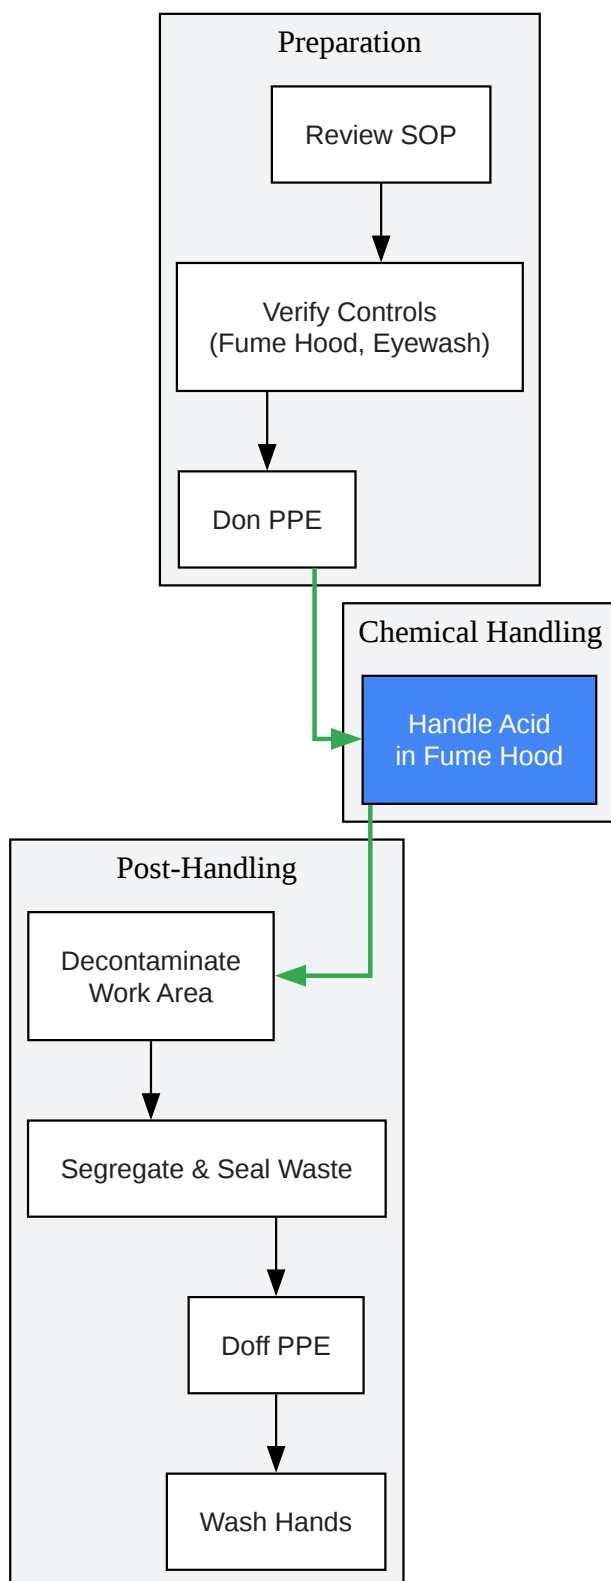 Preparation
Review SOP
Verify Controls
(Fume Hood, Eyewash)
Don PPE
Chemical Handling
Handle Acid
in Fume Hood
Post-Handling
Decontaminate
Work Area
Segregate & Seal Waste
Doff PPE
Wash Hands